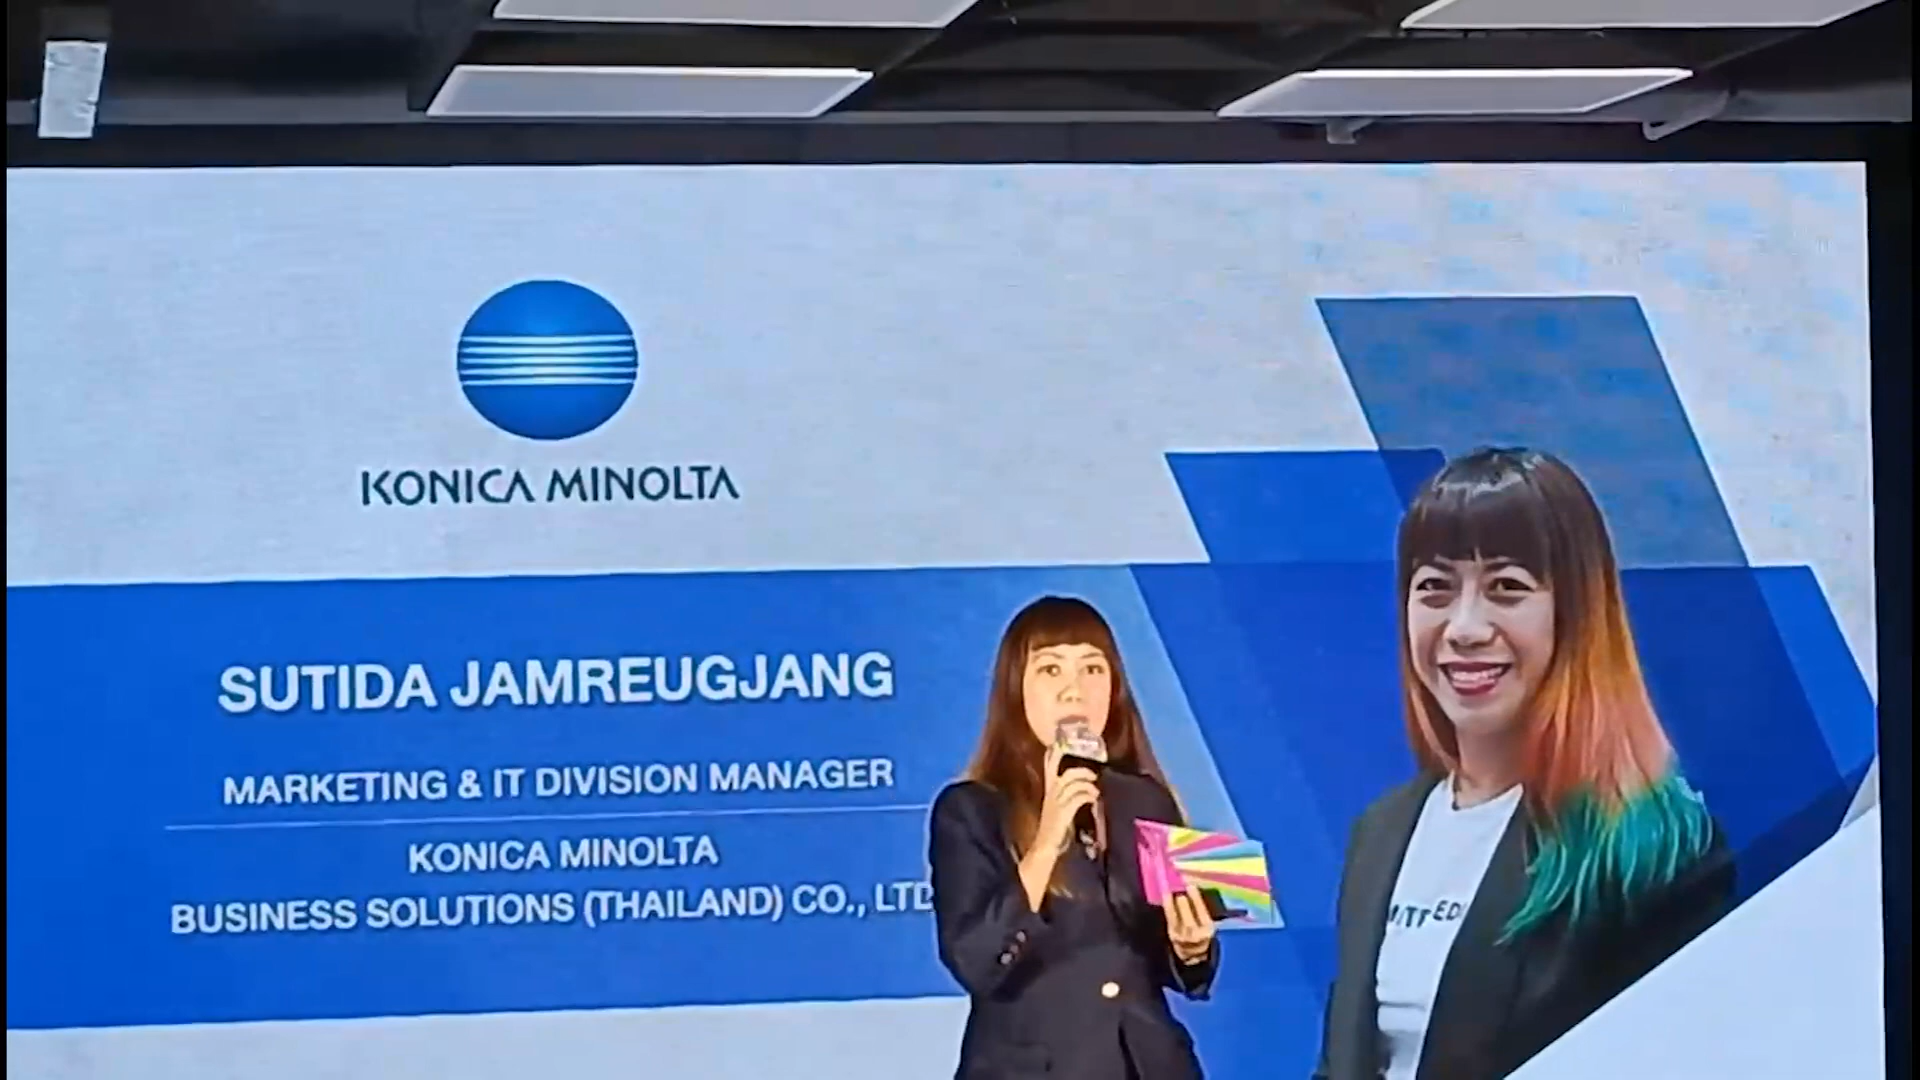 KONICA MINOLTA
SUTIDA JAMREUGJANG
MARKETING & IT DIVISION MANAGER
KONICA MINOLTA
BUSINESS SOLUTIONS (THAILAND) CO., LTD